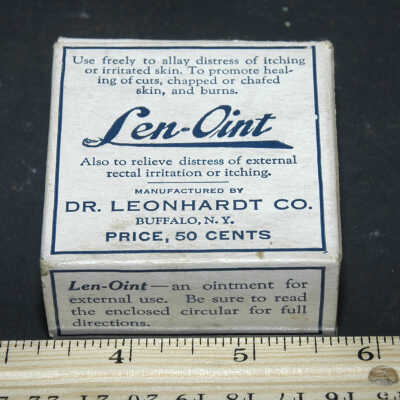 Use freely to allay distress of itching
or irritated skin. To promote heal-
ing of cuts, chapped or chafed
skin, and burns.
Len-Oint
Also to relieve distress of external
rectal irritation or itching.
MANUFACTURED BY
DR. LEONHARDT CO.
BUFFALO, N. Y.
PRICE, 50 CENTS
Len-Oint—an ointment for
external use. Be sure to read
the enclosed circular for full
directions.
4 5 6